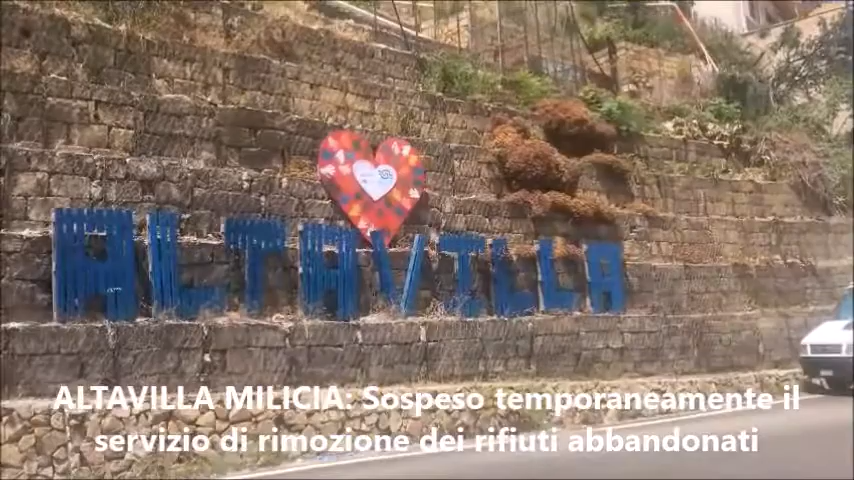 ALTAVILLA
ALTAVILLA MILICIA: Sospeso temporaneamente il
servizio di rimozione dei rifiuti abbandonati